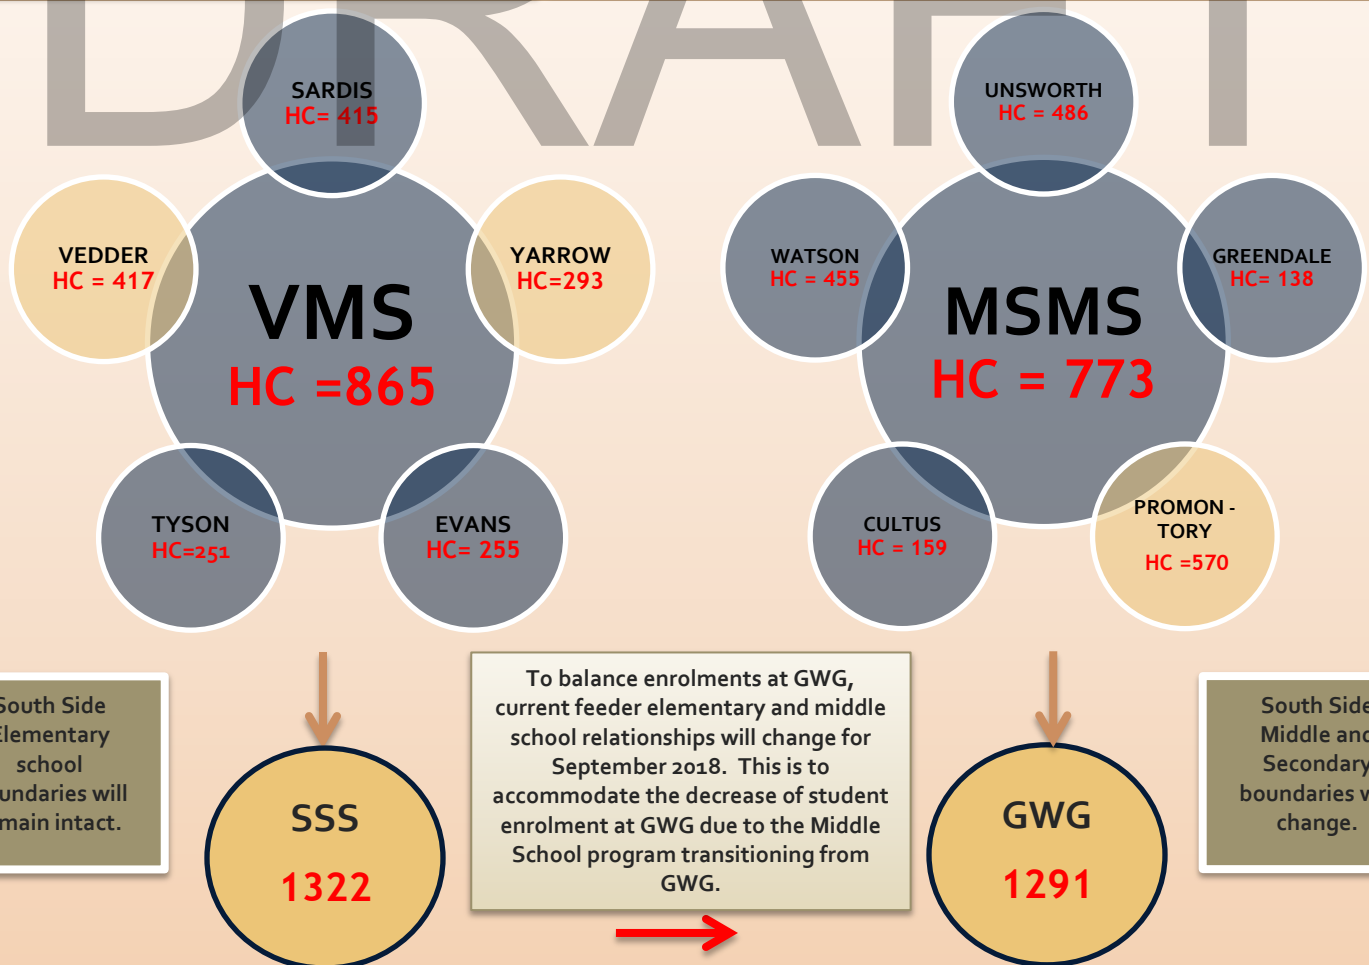 DRAFT
SARDIS
HC= 415
VEDDER
HC = 417
YARROW
HC=293
VMS
HC =865
TYSON
HC=251
EVANS
HC= 255
UNSWORTH
HC = 486
WATSON
HC = 455
GREENDALE
HC= 138
MSMS
HC = 773
CULTUS
HC = 159
PROMON -
TORY
HC =570
South Side
Elementary
school
undaries will
main intact.
To balance enrolments at GWG,
current feeder elementary and middle
school relationships will change for
September 2018. This is to
accommodate the decrease of student
enrolment at GWG due to the Middle
School program transitioning from
GWG.
South Side
Middle and
Secondary
boundaries w
change.
SSS
1322
GWG
1291